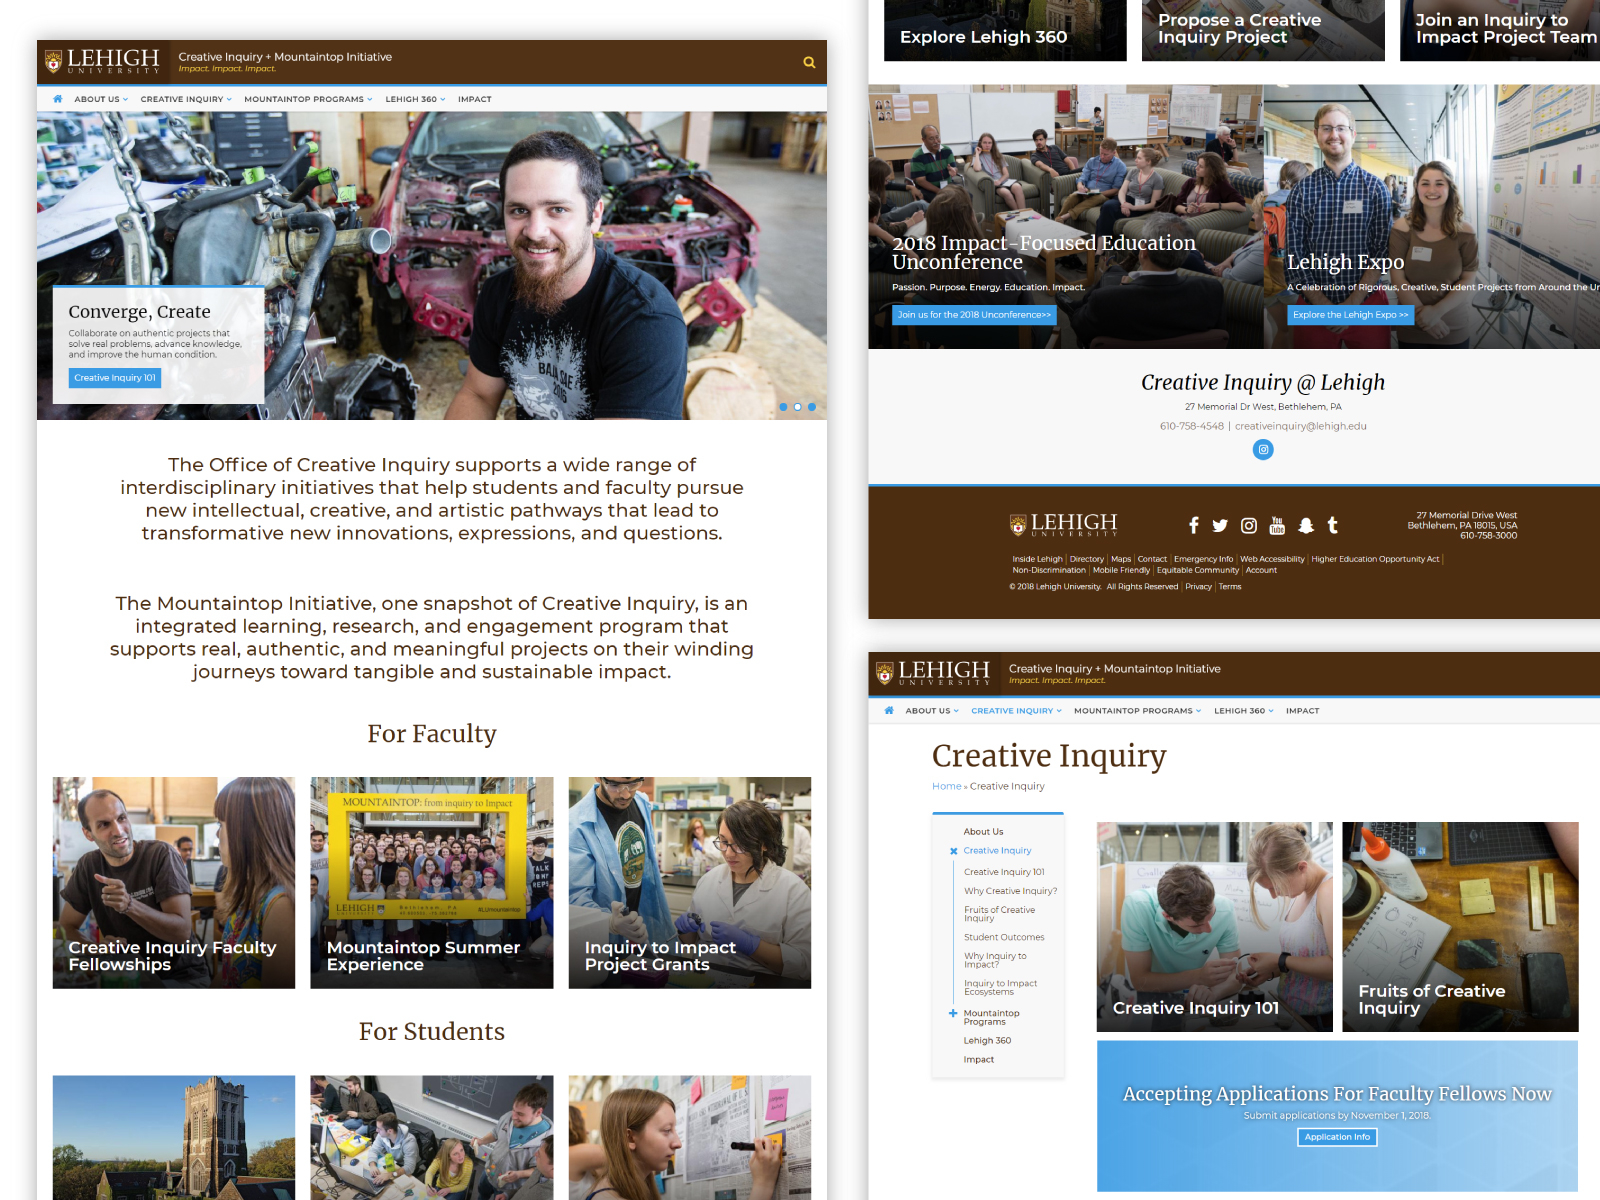 LEHIGH
UNIVERSITY
Creative Inquiry + Mountaintop Initiative
Impact. Impact. Impact.
ABOUT US
CREATIVE INQUIRY
MOUNTAINTOP PROGRAMS
LEHIGH 360
IMPACT
BAJA SAE
2016
Converge, Create
Collaborate on authentic projects that
solve real problems, advance knowledge,
and improve the human condition.
Creative Inquiry 101
The Office of Creative Inquiry supports a wide range of
interdisciplinary initiatives that help students and faculty pursue
new intellectual, creative, and artistic pathways that lead to
transformative new innovations, expressions, and questions.
The Mountaintop Initiative, one snapshot of Creative Inquiry, is an
integrated learning, research, and engagement program that
supports real, authentic, and meaningful projects on their winding
journeys toward tangible and sustainable impact.
For Faculty
Creative Inquiry Faculty
Fellowships
MOUNTAINTOP: from inquiry to Impact
LEHIGH
UNIVERSITY
Bethlehem, PA
Mountaintop Summer
Experience
Inquiry to Impact
Project Grants
For Students
Explore Lehigh 360
Propose a Creative
Inquiry Project
Join an Inquiry to
Impact Project Team
2018 Impact-Focused Education
Unconference
Passion. Purpose. Energy. Education. Impact.
Join us for the 2018 Unconference>>
Lehigh Expo
A Celebration of Rigorous, Creative, Student Projects from Around the Un
Explore the Lehigh Expo >>
Creative Inquiry @ Lehigh
27 Memorial Dr West, Bethlehem, PA
610-758-4548 | creativeinquiry@lehigh.edu
LEHIGH
UNIVERSITY
You
Tube
27 Memorial Drive West
Bethlehem, PA 18015, USA
610-758-3000
Inside Lehigh | Directory | Maps | Contact | Emergency Info | Web Accessibility | Higher Education Opportunity Act |
Non-Discrimination | Mobile Friendly | Equitable Community | Account
© 2018 Lehigh University. All Rights Reserved | Privacy | Terms
LEHIGH
UNIVERSITY
Creative Inquiry + Mountaintop Initiative
Impact. Impact. Impact.
ABOUT US
CREATIVE INQUIRY
MOUNTAINTOP PROGRAMS
LEHIGH 360
IMPACT
Creative Inquiry
Home » Creative Inquiry
About Us
Creative Inquiry
Creative Inquiry 101
Why Creative Inquiry?
Fruits of Creative
Inquiry
Student Outcomes
Why Inquiry to
Impact?
Inquiry to Impact
Ecosystems
Mountaintop
Programs
Lehigh 360
Impact
Creative Inquiry 101
Fruits of Creative
Inquiry
Accepting Applications For Faculty Fellows Now
Submit applications by November 1, 2018.
Application Info